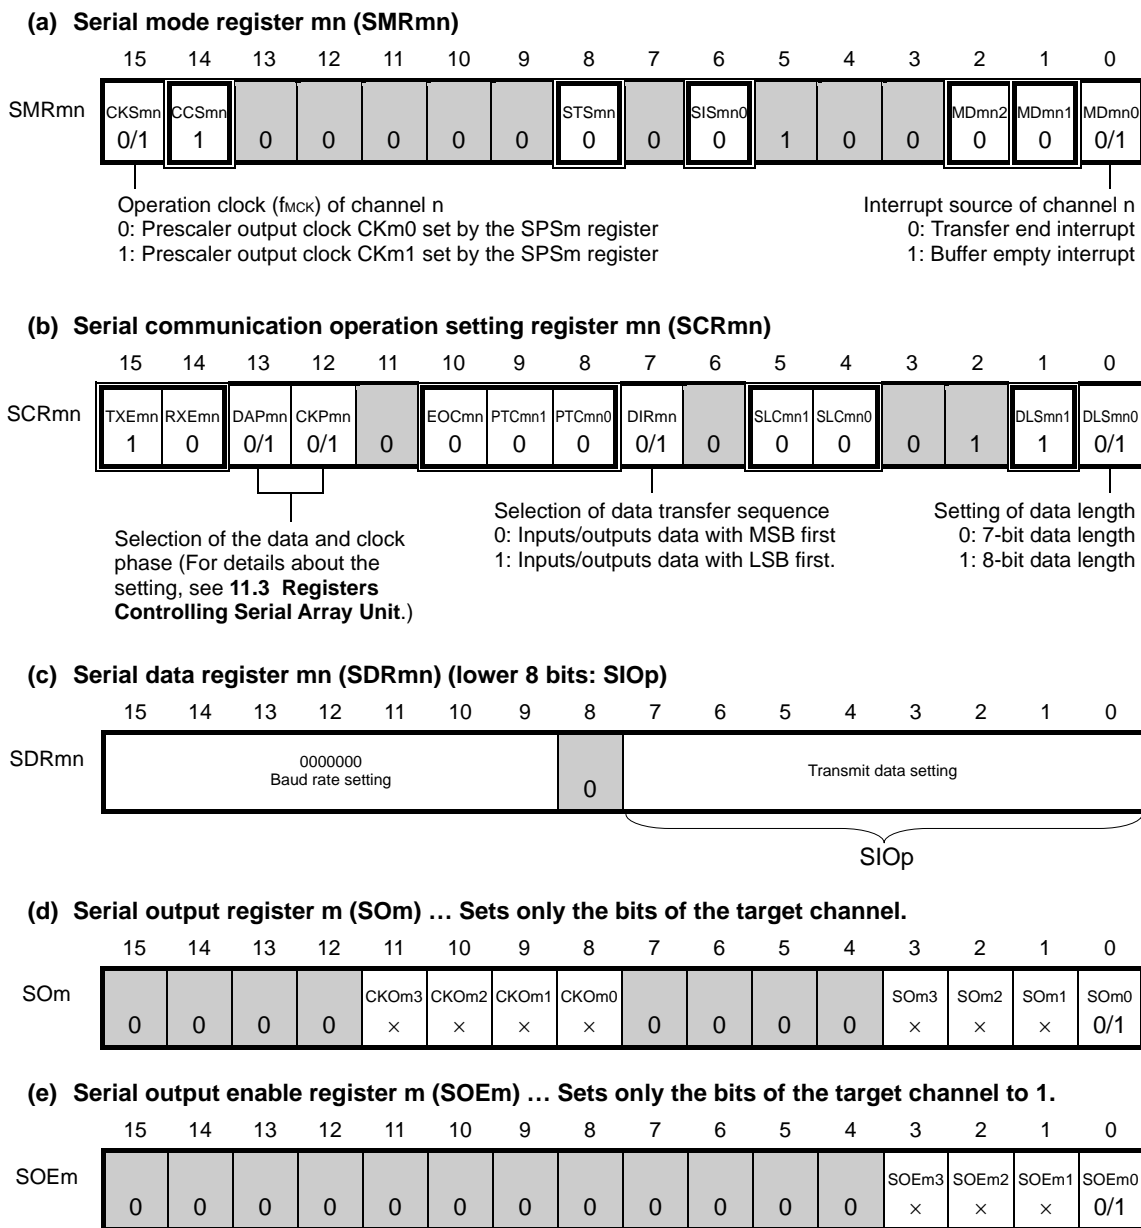 (a) Serial mode register mn (SMRmn)
15 14 13 12 11 10 9 8 7 6 5 4 3 2 1 0
SMRmn CKSmn CCSmn STSmn SISmn0 MDmn2 MDmn1 MDmn0
0/1 1 0 0 0 0 0 0 0 0 1 0 0 0 0 0/1
Operation clock (fMCK) of channel n
0: Prescaler output clock CKm0 set by the SPSm register
1: Prescaler output clock CKm1 set by the SPSm register
Interrupt source of channel n
0: Transfer end interrupt
1: Buffer empty interrupt
(b) Serial communication operation setting register mn (SCRmn)
15 14 13 12 11 10 9 8 7 6 5 4 3 2 1 0
SCRmn TXEmn RXEmn DAPmn CKPmn EOCmn PTCmn1 PTCmn0 DIRmn SLCmn1 SLCmn0 DLSmn1 DLSmn0
1 0 0/1 0/1 0 0 0 0 0/1 0 0 0 0 1 1 0/1
Selection of the data and clock
phase (For details about the
setting, see 11.3 Registers
Controlling Serial Array Unit.)
Selection of data transfer sequence
0: Inputs/outputs data with MSB first
1: Inputs/outputs data with LSB first.
Setting of data length
0: 7-bit data length
1: 8-bit data length
(c) Serial data register mn (SDRmn) (lower 8 bits: SIOp)
15 14 13 12 11 10 9 8 7 6 5 4 3 2 1 0
SDRmn
0000000
Baud rate setting
0
Transmit data setting
SIOp
(d) Serial output register m (SOm) … Sets only the bits of the target channel.
15 14 13 12 11 10 9 8 7 6 5 4 3 2 1 0
SOm CKOm3 CKOm2 CKOm1 CKOm0 SOm3 SOm2 SOm1 SOm0
0 0 0 0 × × × × 0 0 0 0 × × × 0/1
(e) Serial output enable register m (SOEm) … Sets only the bits of the target channel to 1.
15 14 13 12 11 10 9 8 7 6 5 4 3 2 1 0
SOEm SOEm3 SOEm2 SOEm1 SOEm0
0 0 0 0 0 0 0 0 0 0 0 0 × × × 0/1